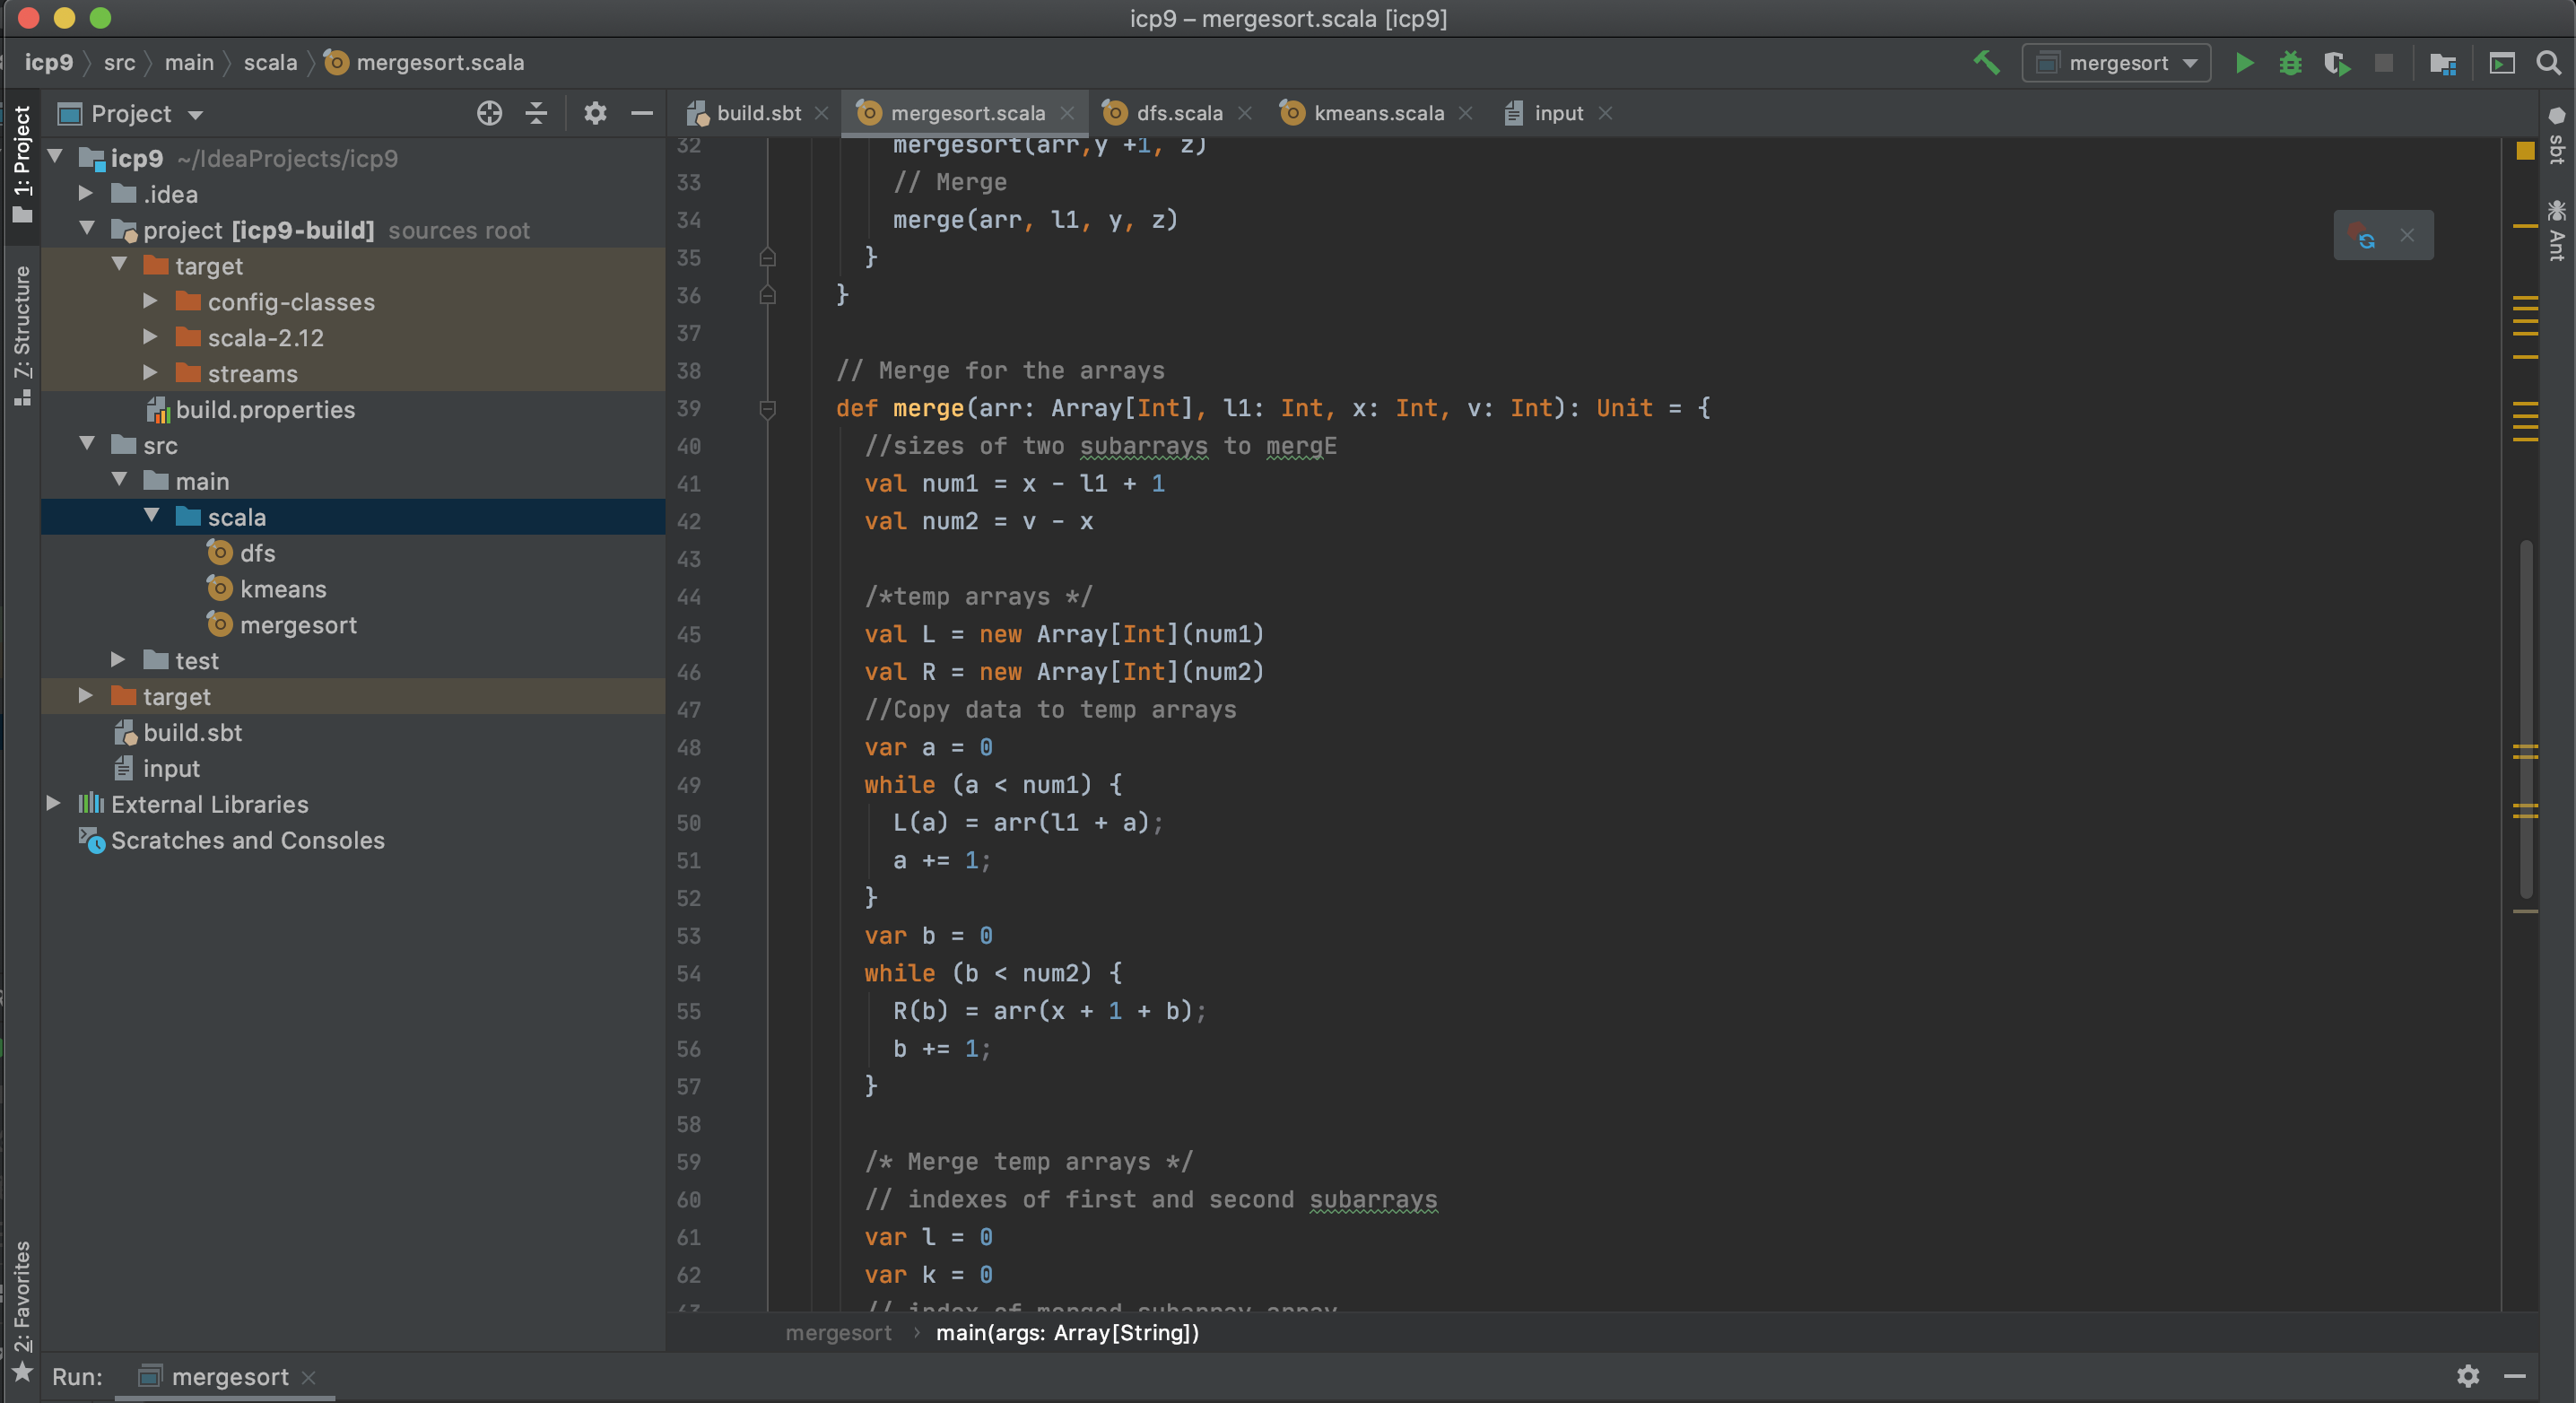 icp9 – mergesort.scala [icp9]
icp9 src main scala mergesort.scala
mergesort
1: Project
Z: Structure
2: Favorites
Project
icp9 ~/IdeaProjects/icp9
.idea
project [icp9-build] sources root
target
config-classes
scala-2.12
streams
build.properties
src
main
scala
dfs
kmeans
mergesort
test
target
build.sbt
input
External Libraries
Scratches and Consoles
build.sbt mergesort.scala dfs.scala kmeans.scala input
32 mergesort(arr,y +1, z)
33 // Merge
34 merge(arr, l1, y, z)
35 }
36 }
37
38 // Merge for the arrays
39 def merge(arr: Array[Int], l1: Int, x: Int, v: Int): Unit = {
40 //sizes of two subarrays to mergE
41 val num1 = x - l1 + 1
42 val num2 = v - x
43
44 /*temp arrays */
45 val L = new Array[Int](num1)
46 val R = new Array[Int](num2)
47 //Copy data to temp arrays
48 var a = 0
49 while (a < num1) {
50 L(a) = arr(l1 + a);
51 a += 1;
52 }
53 var b = 0
54 while (b < num2) {
55 R(b) = arr(x + 1 + b);
56 b += 1;
57 }
58
59 /* Merge temp arrays */
60 // indexes of first and second subarrays
61 var l = 0
62 var k = 0
63 // index of merged subarray array
mergesort › main(args: Array[String])
sbt
Ant
Run: mergesort